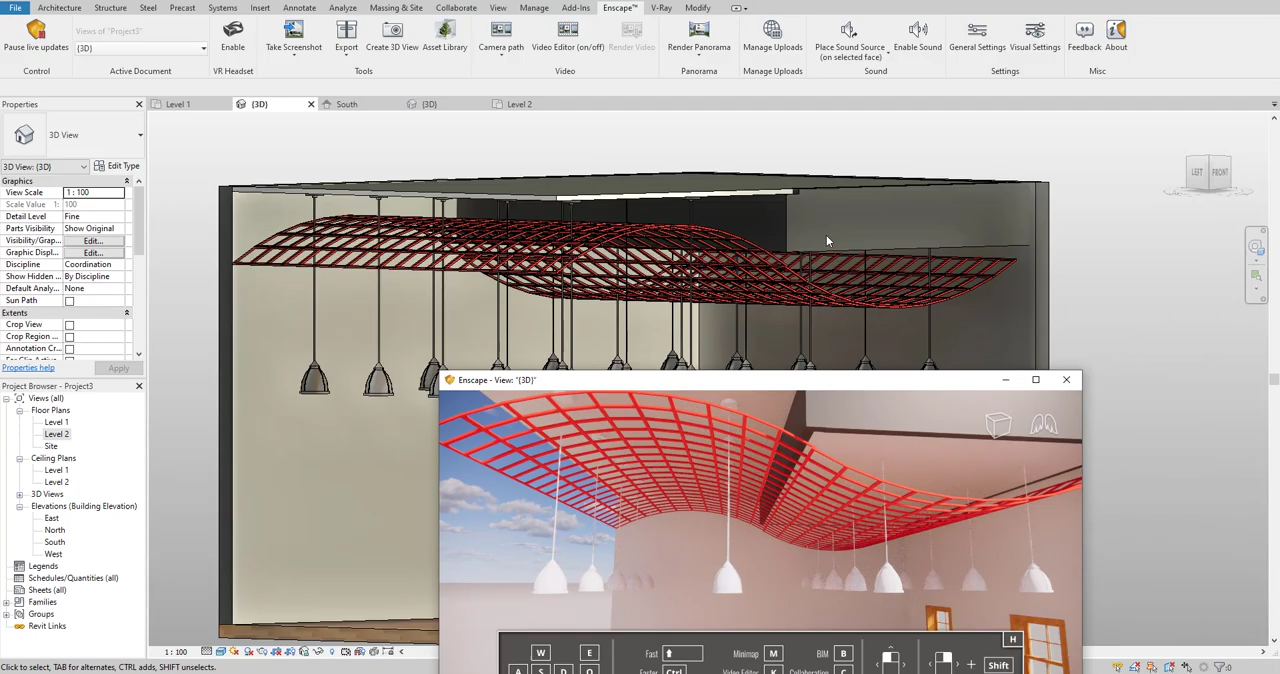 File Architecture Structure Steel Precast Systems Insert Annotate Analyze Massing & Site Collaborate View Manage Add-Ins Enscape™ V-Ray Modify
Pause live updates
Control
Views of "Project3"
{3D}
Active Document
Enable
VR Headset
Take Screenshot Export Create 3D View Asset Library
Tools
Camera path Video Editor (on/off) Render Video
Video
Render Panorama
Panorama
Manage Uploads
Manage Uploads
Place Sound Source
(on selected face)
Enable Sound
Sound
General Settings Visual Settings
Settings
Feedback About
Misc
Properties
3D View
3D View: {3D} Edit Type
Graphics
View Scale 1 : 100
Scale Value 1: 100
Detail Level Fine
Parts Visibility Show Original
Visibility/Grap... Edit...
Graphic Displ... Edit...
Discipline Coordination
Show Hidden ... By Discipline
Default Analy... None
Sun Path
Extents
Crop View
Crop Region ...
Annotation Cr...
Properties help Apply
Project Browser - Project3
Views (all)
Floor Plans
Level 1
Level 2
Site
Ceiling Plans
Level 1
Level 2
3D Views
Elevations (Building Elevation)
East
North
South
West
Legends
Schedules/Quantities (all)
Sheets (all)
Families
Groups
Revit Links
Level 1 {3D} South {3D} Level 2
LEFT FRONT
Enscape - View: "{3D}"
H
W E Fast Minimap M BIM B
A S D Q Faster Ctrl Video Editor K Collaboration C + Shift
1 : 100
Click to select, TAB for alternates, CTRL adds, SHIFT unselects.
:0